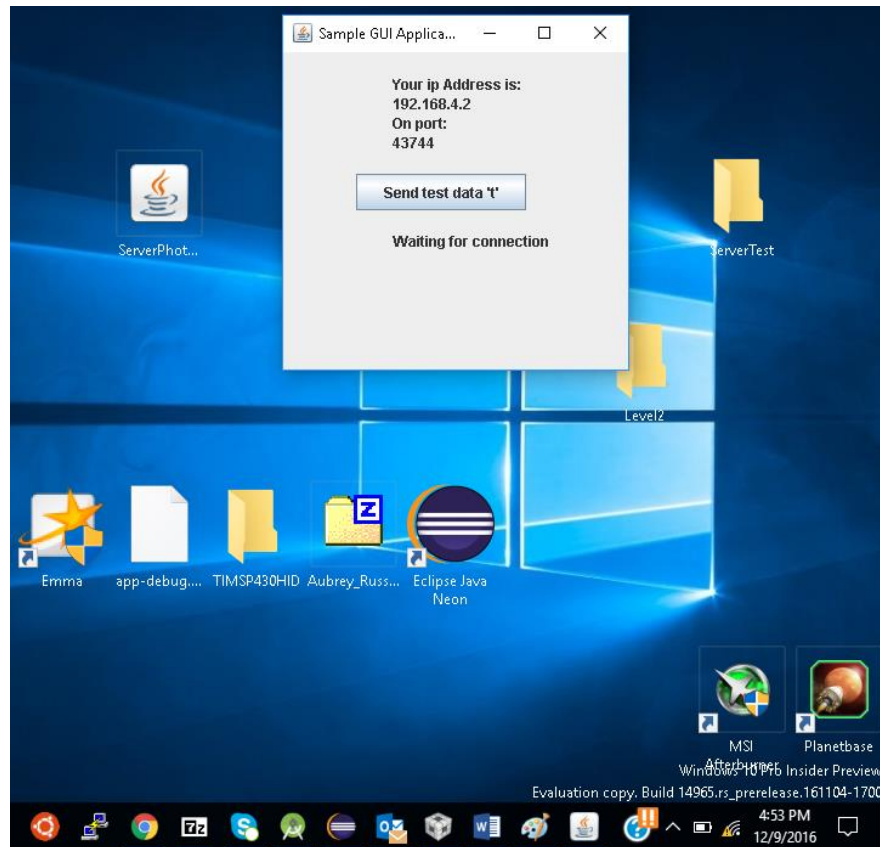 Sample GUI Applica...
Your ip Address is:
192.168.4.2
On port:
43744
Send test data 't'
Waiting for connection
ServerPhot...
ServerTest
Level2
Emma
app-debug....
TIMSP430HID
Aubrey_Russ...
Eclipse Java
Neon
Z
MSI
Afterburner
Planetbase
Windows 10 Pro Insider Preview
Evaluation copy. Build 14965.rs_prerelease.161104-1700
7z
4:53 PM
12/9/2016